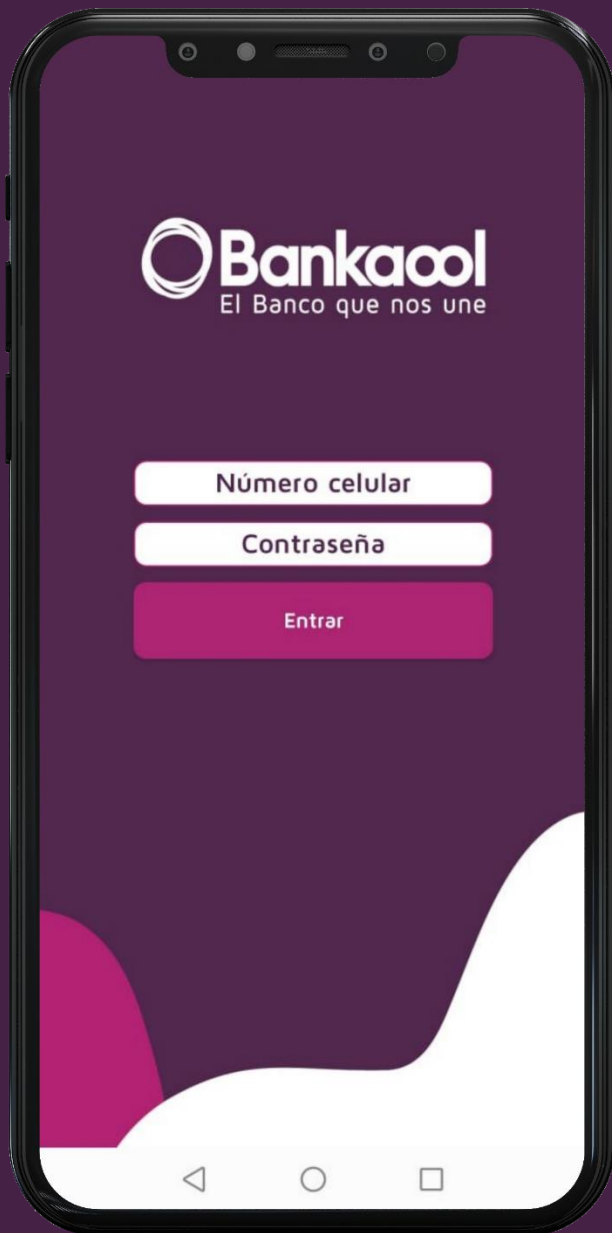 Bankaool
El Banco que nos une
Número celular
Contraseña
Entrar